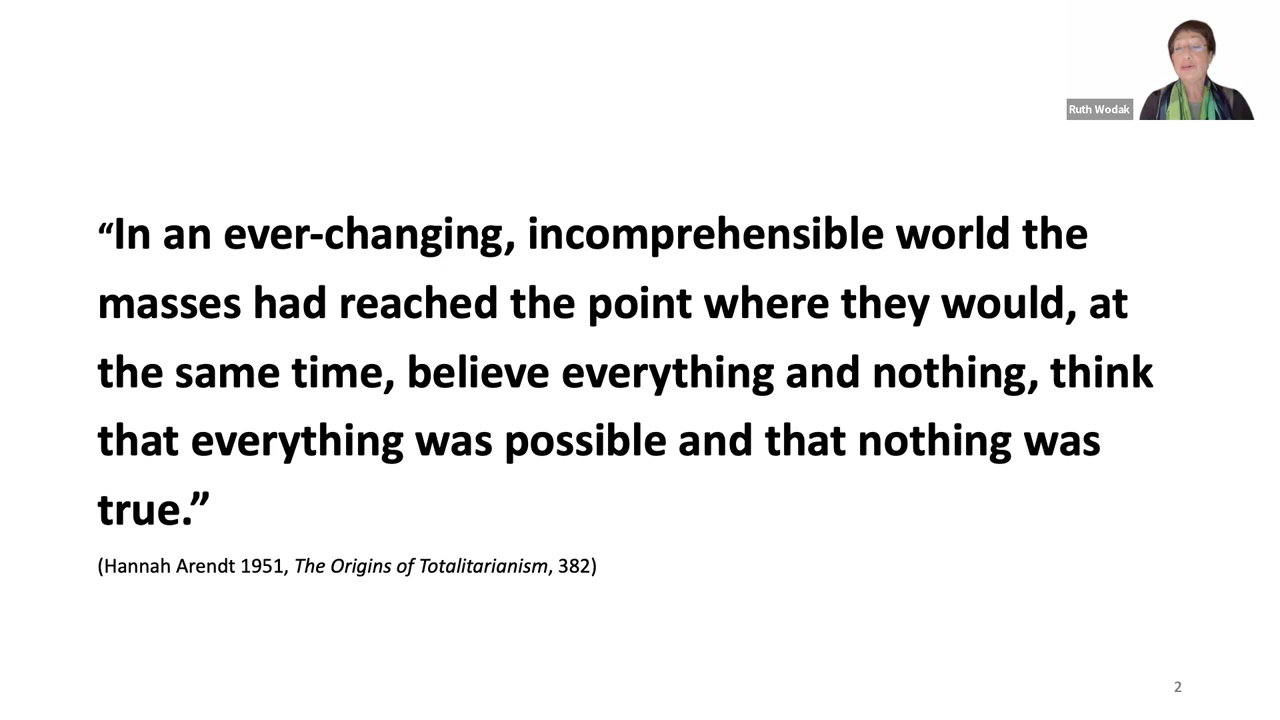 Ruth Wodak
“In an ever-changing, incomprehensible world the
masses had reached the point where they would, at
the same time, believe everything and nothing, think
that everything was possible and that nothing was
true.”
(Hannah Arendt 1951, The Origins of Totalitarianism, 382)
2